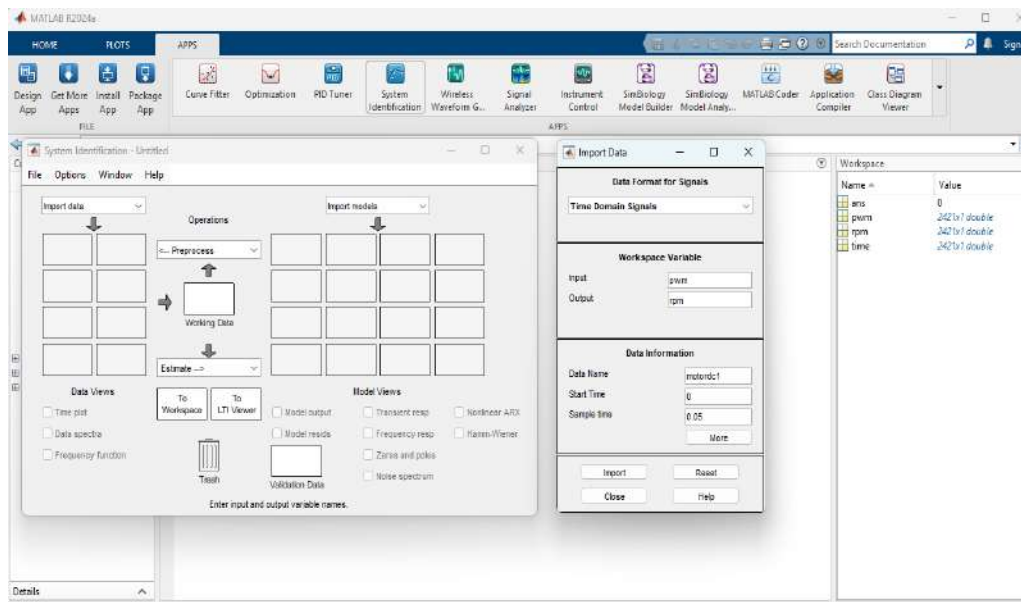 MATLAB R2024a
HOME PLOTS APPS
Search Documentation
Sign
Design App
Get More Apps
Install App
Package App
Curve Fitter
Optimization
PID Tuner
System Identification
Wireless Waveform G...
Signal Analyzer
Instrument Control
SimBiology Model Builder
SimBiology Model Analy...
MATLAB Coder
Application Compiler
Class Diagram Viewer
FILE
APPS
System Identification - Untitled
File Options Window Help
Import data
Import models
Operations
<-- Preprocess
Working Data
Estimate -->
Data Views
Time plot
Data spectra
Frequency function
To Workspace
To LTI Viewer
Trash
Model Views
Model output
Transient resp
Nonlinear ARX
Model resids
Frequency resp
Hamm-Wiener
Zeros and poles
Noise spectrum
Validation Data
Enter input and output variable names.
Import Data
Data Format for Signals
Time Domain Signals
Workspace Variable
Input pwm
Output rpm
Data Information
Data Name motordc1
Start Time 0
Sample time 0.05
More
Import Reset
Close Help
Workspace
Name Value
ans 0
pwm 2421x1 double
rpm 2421x1 double
time 2421x1 double
Details